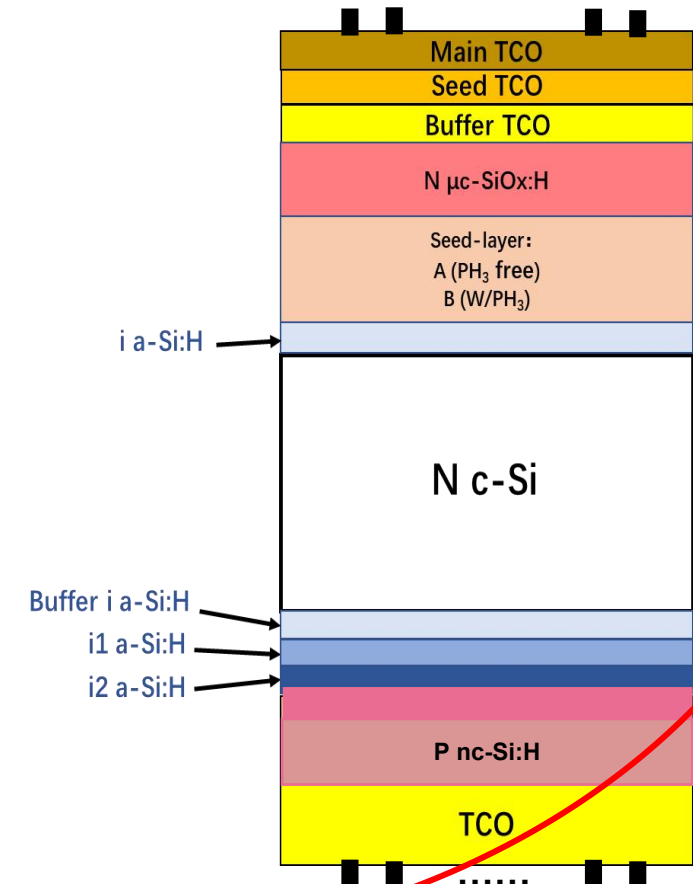 Main TCO
Seed TCO
Buffer TCO
N μc-SiOx:H
Seed-layer:
A (PH₃ free)
B (W/PH₃)
i a-Si:H
N c-Si
Buffer i a-Si:H
i1 a-Si:H
i2 a-Si:H
P nc-Si:H
TCO
......